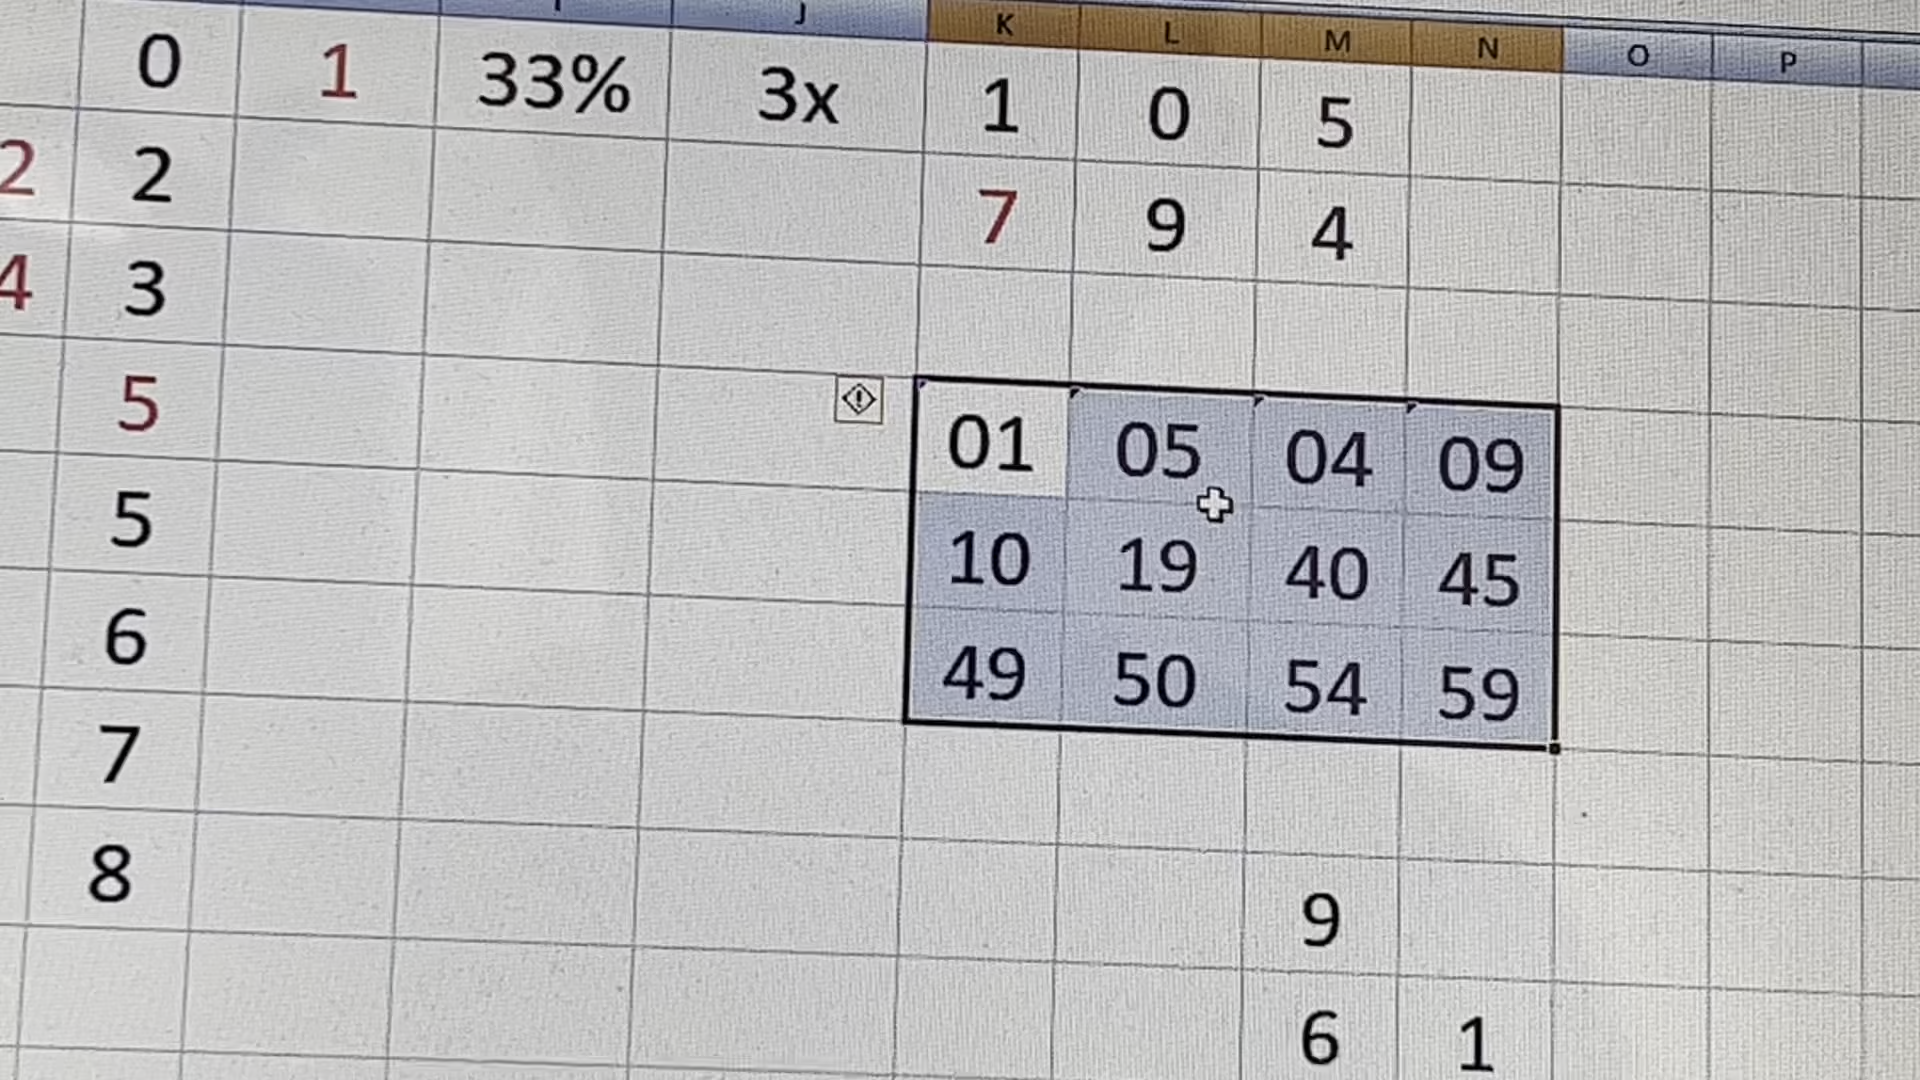 J K L M N O P
0 1 33% 3x 1 0 5
2 2 7 9 4
4 3
5 01 05 04 09
5 10 19 40 45
6 49 50 54 59
7
8 9
6 1